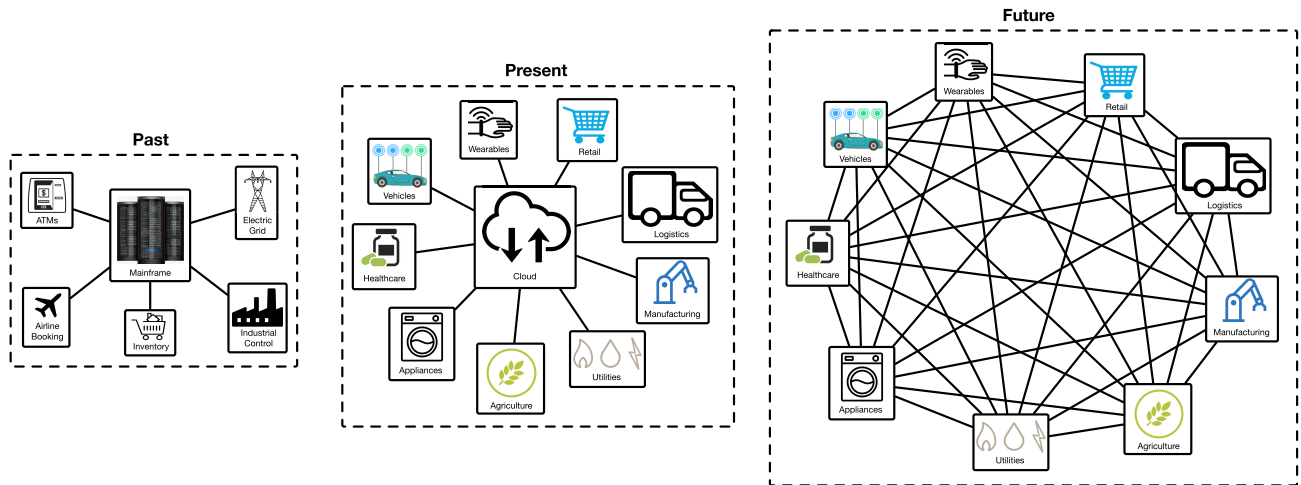 Past
ATMs
Mainframe
Electric
Grid
Airline
Booking
Inventory
Industrial
Control
Present
Wearables
Retail
Vehicles
Logistics
Healthcare
Cloud
Manufacturing
Appliances
Utilities
Agriculture
Future
Wearables
Retail
Vehicles
Logistics
Healthcare
Manufacturing
Appliances
Agriculture
Utilities